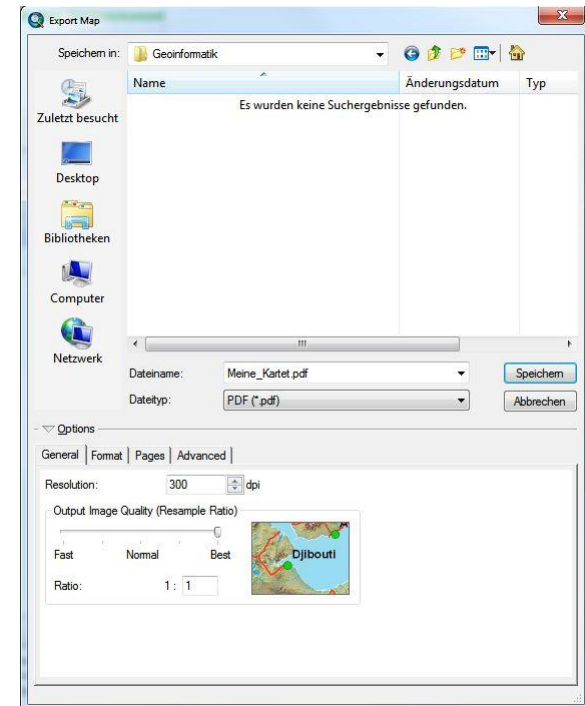 Export Map
Speichern in: Geoinformatik
Name Änderungsdatum Typ
Es wurden keine Suchergebnisse gefunden.
Zuletzt besucht
Desktop
Bibliotheken
Computer
Netzwerk
Dateiname: Meine_Kartet.pdf Speichern
Dateityp: PDF (*.pdf) Abbrechen
Options
General Format Pages Advanced
Resolution: 300 dpi
Output Image Quality (Resample Ratio)
Fast Normal Best
Djibouti
Ratio: 1 : 1